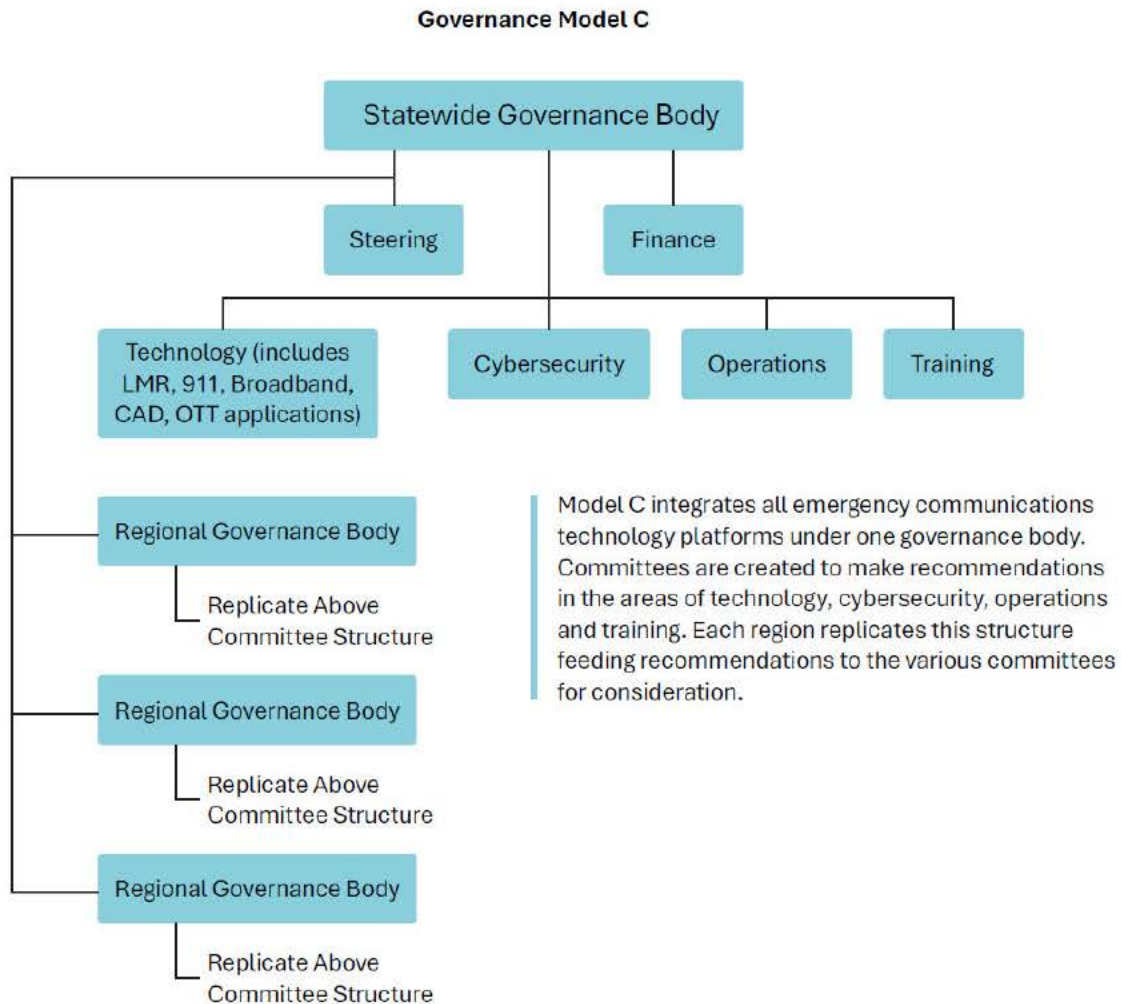 Governance Model C
Statewide Governance Body
Steering
Finance
Technology (includes
LMR, 911, Broadband,
CAD, OTT applications)
Cybersecurity
Operations
Training
Regional Governance Body
Replicate Above
Committee Structure
Model C integrates all emergency communications
technology platforms under one governance body.
Committees are created to make recommendations
in the areas of technology, cybersecurity, operations
and training. Each region replicates this structure
feeding recommendations to the various committees
for consideration.
Regional Governance Body
Replicate Above
Committee Structure
Regional Governance Body
Replicate Above
Committee Structure